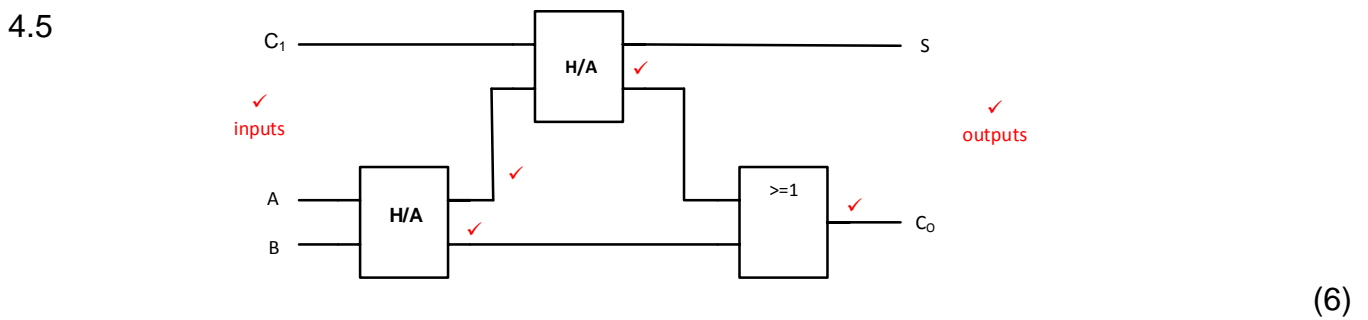 4.5
C₁
S
H/A
✓
✓
inputs
✓
outputs
✓
A
>=1
✓
H/A
✓
B
C₀
(6)